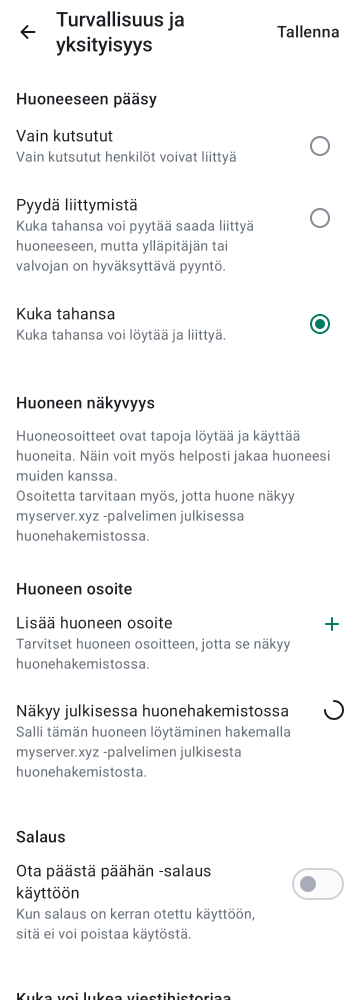 Turvallisuus ja
yksityisyys
Tallenna
Huoneeseen pääsy
Vain kutsutut
Vain kutsutut henkilöt voivat liittyä
Pyydä liittymistä
Kuka tahansa voi pyytää saada liittyä
huoneeseen, mutta ylläpitäjän tai
valvojan on hyväksyttävä pyyntö.
Kuka tahansa
Kuka tahansa voi löytää ja liittyä.
Huoneen näkyvyys
Huoneosoitteet ovat tapoja löytää ja käyttää
huoneita. Näin voit myös helposti jakaa huoneesi
muiden kanssa.
Osoitetta tarvitaan myös, jotta huone näkyy
myserver.xyz -palvelimen julkisessa
huonehakemistossa.
Huoneen osoite
Lisää huoneen osoite
Tarvitset huoneen osoitteen, jotta se näkyy
huonehakemistossa.
Näkyy julkisessa huonehakemistossa
Salli tämän huoneen löytäminen hakemalla
myserver.xyz -palvelimen julkisesta
huonehakemistosta.
Salaus
Ota päästä päähän -salaus
käyttöön
Kun salaus on kerran otettu käyttöön,
sitä ei voi poistaa käytöstä.
Kuka voi lukea viestihistoriaa